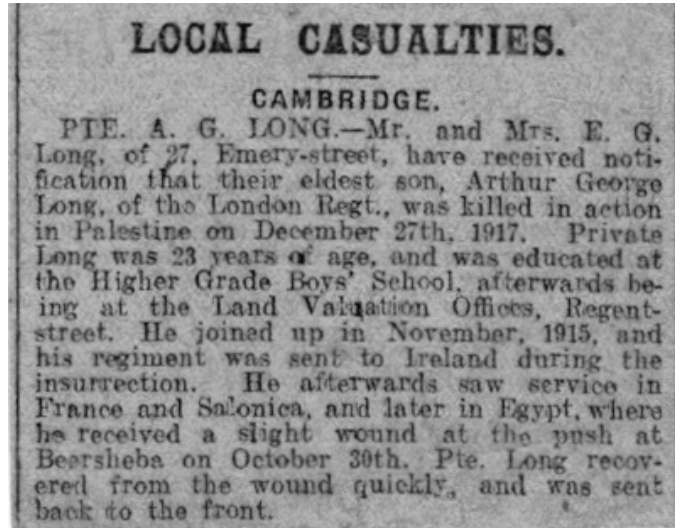 LOCAL CASUALTIES.
CAMBRIDGE.
PTE. A. G. LONG.—Mr. and Mrs. E. G.
Long, of 27, Emery-street, have received noti-
fication that their eldest son, Arthur George
Long, of the London Regt., was killed in action
in Palestine on December 27th, 1917. Private
Long was 23 years of age, and was educated at
the Higher Grade Boys' School, afterwards be-
ing at the Land Valuation Offices, Regent-
street. He joined up in November, 1915, and
his regiment was sent to Ireland during the
insurrection. He afterwards saw service in
France and Salonica, and later in Egypt, where
he received a slight wound at the push at
Beersheba on October 30th. Pte. Long recov-
ered from the wound quickly, and was sent
back to the front.